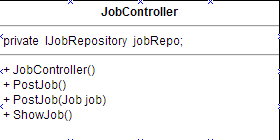 JobController
private IJobRepository jobRepo;
+ JobController()
+ PostJob()
+ PostJob(Job job)
+ ShowJob()